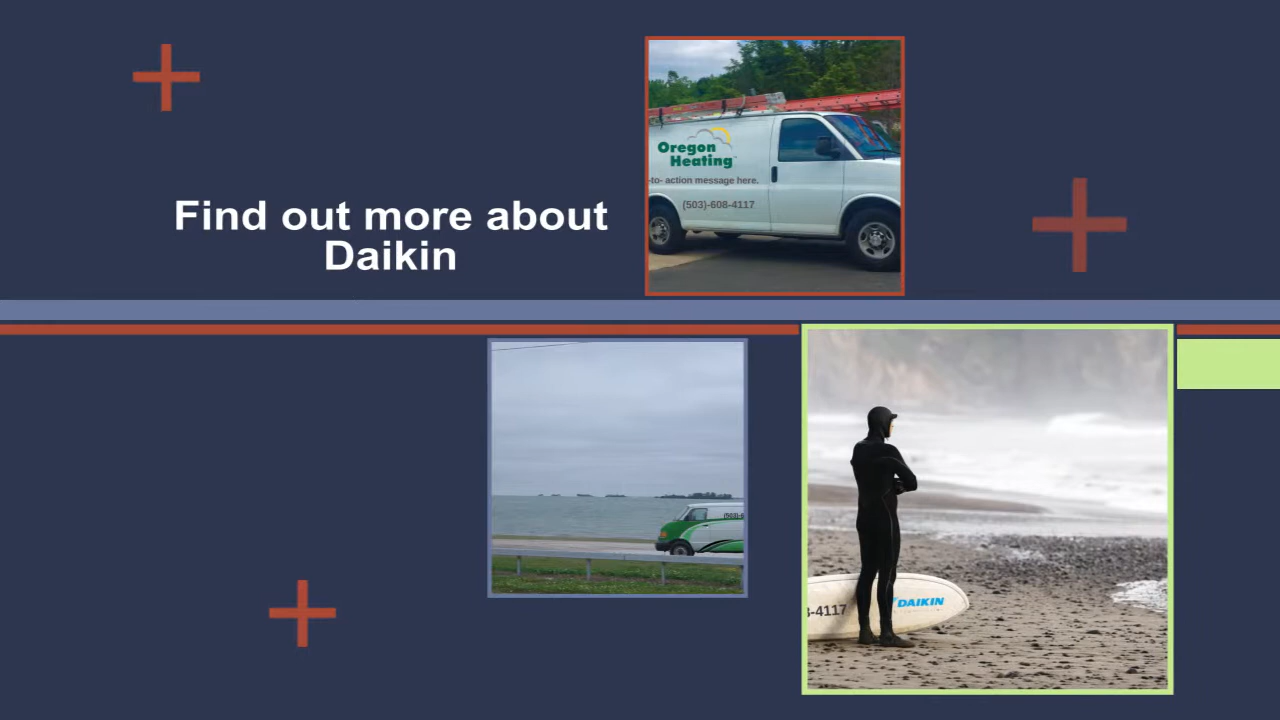 Find out more about
Daikin
Oregon
Heating
-to- action message here.
(503)-608-4117
-4117
DAIKIN